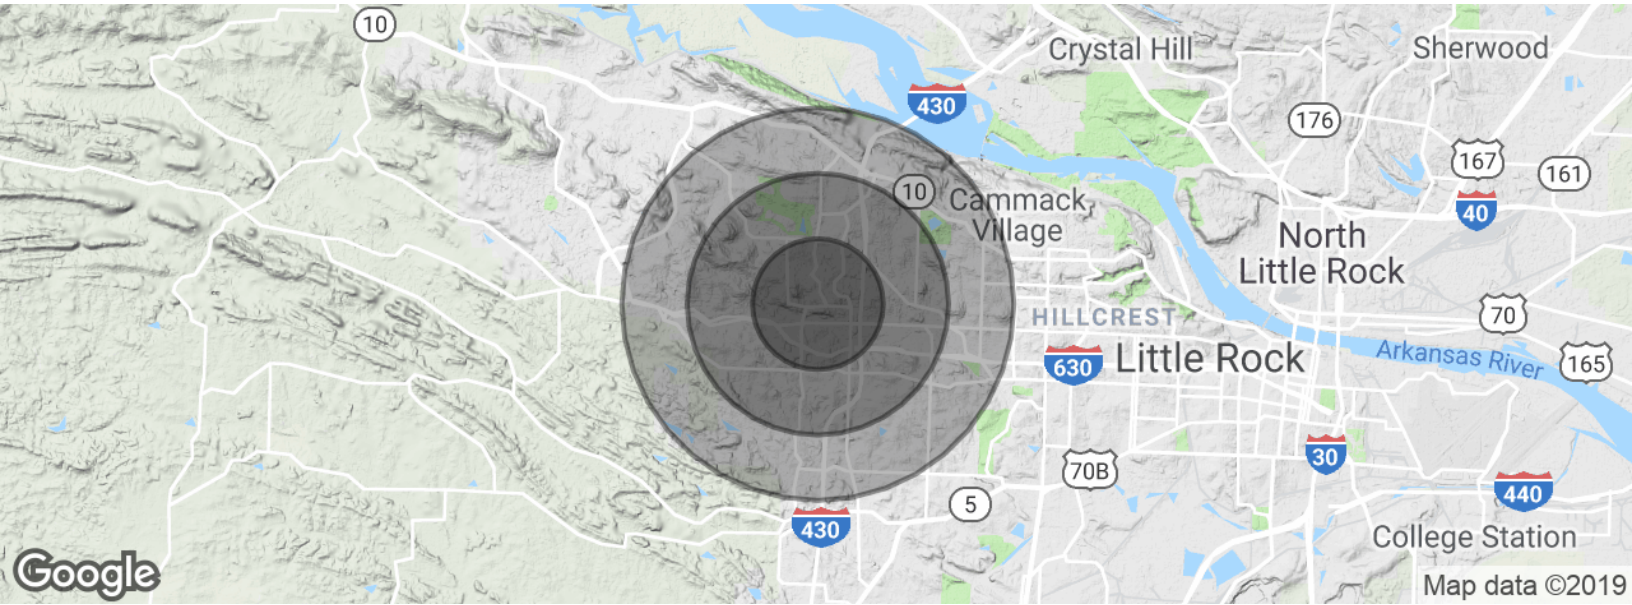 10
Crystal Hill
Sherwood
430
176
167
161
10
Cammack
Village
40
North
Little Rock
HILLCREST
70
630
Little Rock
Arkansas River
165
70B
30
5
440
430
College Station
Google
Map data ©2019